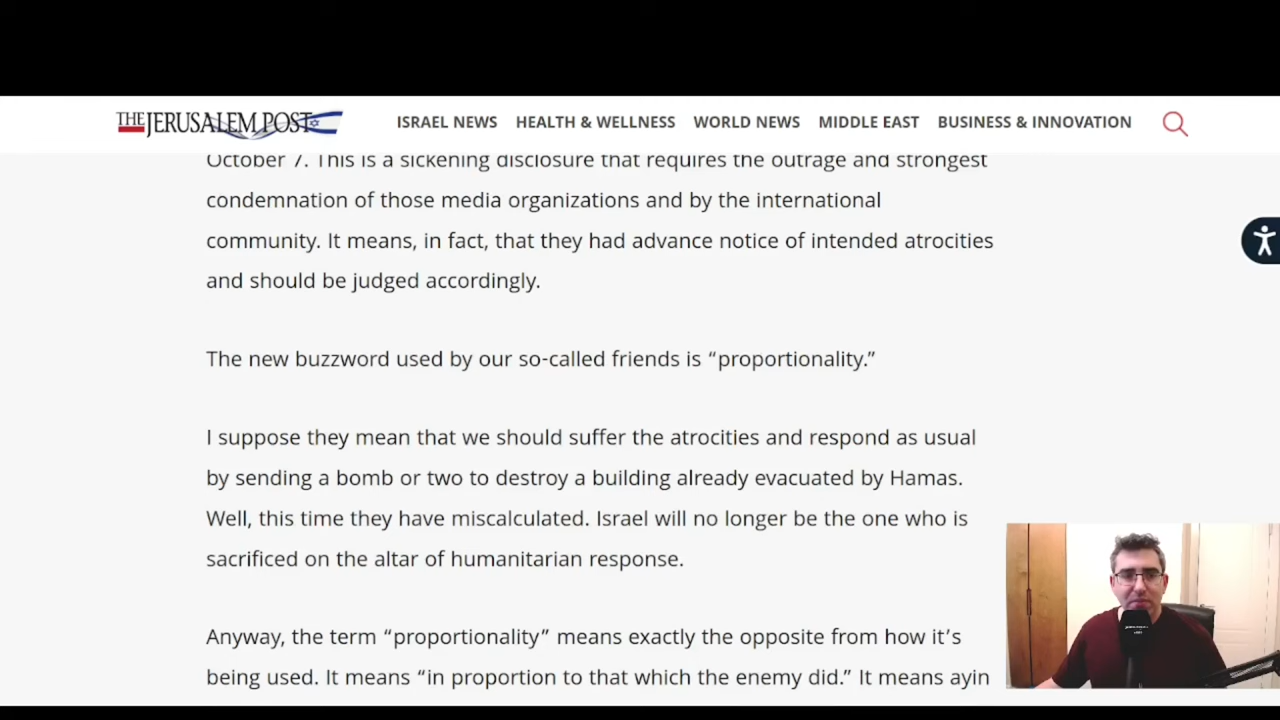 THE JERUSALEM POST
ISRAEL NEWS HEALTH & WELLNESS WORLD NEWS MIDDLE EAST BUSINESS & INNOVATION
October 7. This is a sickening disclosure that requires the outrage and strongest
condemnation of those media organizations and by the international
community. It means, in fact, that they had advance notice of intended atrocities
and should be judged accordingly.
The new buzzword used by our so-called friends is “proportionality.”
I suppose they mean that we should suffer the atrocities and respond as usual
by sending a bomb or two to destroy a building already evacuated by Hamas.
Well, this time they have miscalculated. Israel will no longer be the one who is
sacrificed on the altar of humanitarian response.
Anyway, the term “proportionality” means exactly the opposite from how it’s
being used. It means “in proportion to that which the enemy did.” It means ayin